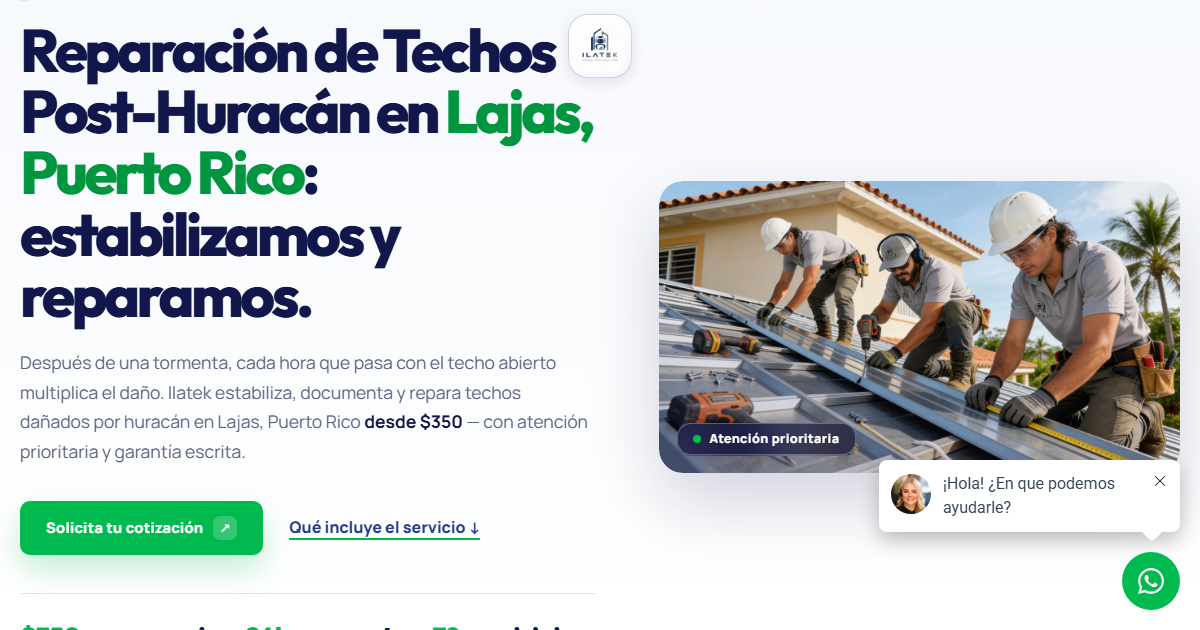 Reparación de Techos
Post-Huracán en Lajas,
Puerto Rico:
estabilizamos y
reparamos.
ILATEK
Después de una tormenta, cada hora que pasa con el techo abierto
multiplica el daño. Ilatek estabiliza, documenta y repara techos
dañados por huracán en Lajas, Puerto Rico desde $350 — con atención
prioritaria y garantía escrita.
Solicita tu cotización ↗
Qué incluye el servicio ↓
Atención prioritaria
¡Hola! ¿En que podemos
ayudarle?